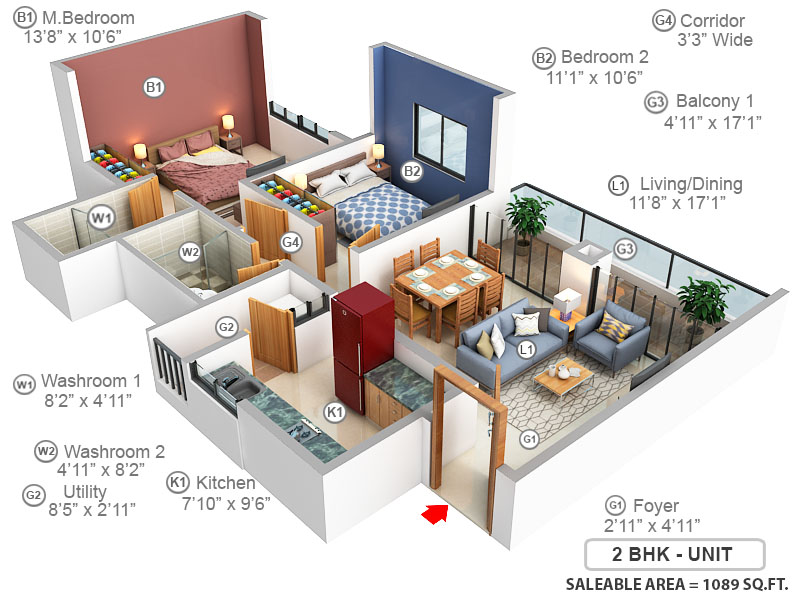 B1 M.Bedroom
13’8” x 10’6”
G4 Corridor
3’3” Wide
B2 Bedroom 2
11’1” x 10’6”
G3 Balcony 1
4’11” x 17’1”
L1 Living/Dining
11’8” x 17’1”
B1
B2
W1
W2
G4
G3
G2
L1
K1
G1
W1 Washroom 1
8’2” x 4’11”
W2 Washroom 2
4’11” x 8’2”
G2 Utility
8’5” x 2’11”
K1 Kitchen
7’10” x 9’6”
G1 Foyer
2’11” x 4’11”
2 BHK - UNIT
SALEABLE AREA = 1089 SQ.FT.